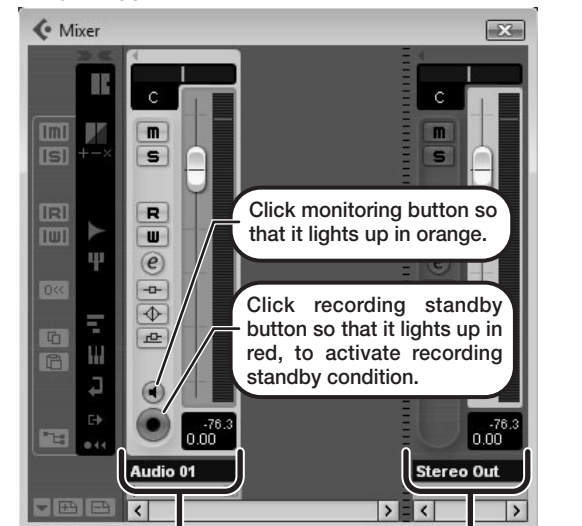 Mixer
C
C
m
m
S
S
|m|
|S|
+−×
|R|
|W|
R
W
e
e
0<<
Click monitoring button so
that it lights up in orange.
Click recording standby
button so that it lights up in
red, to activate recording
standby condition.
-76.3
0.00
-76.3
0.00
Audio 01
Stereo Out